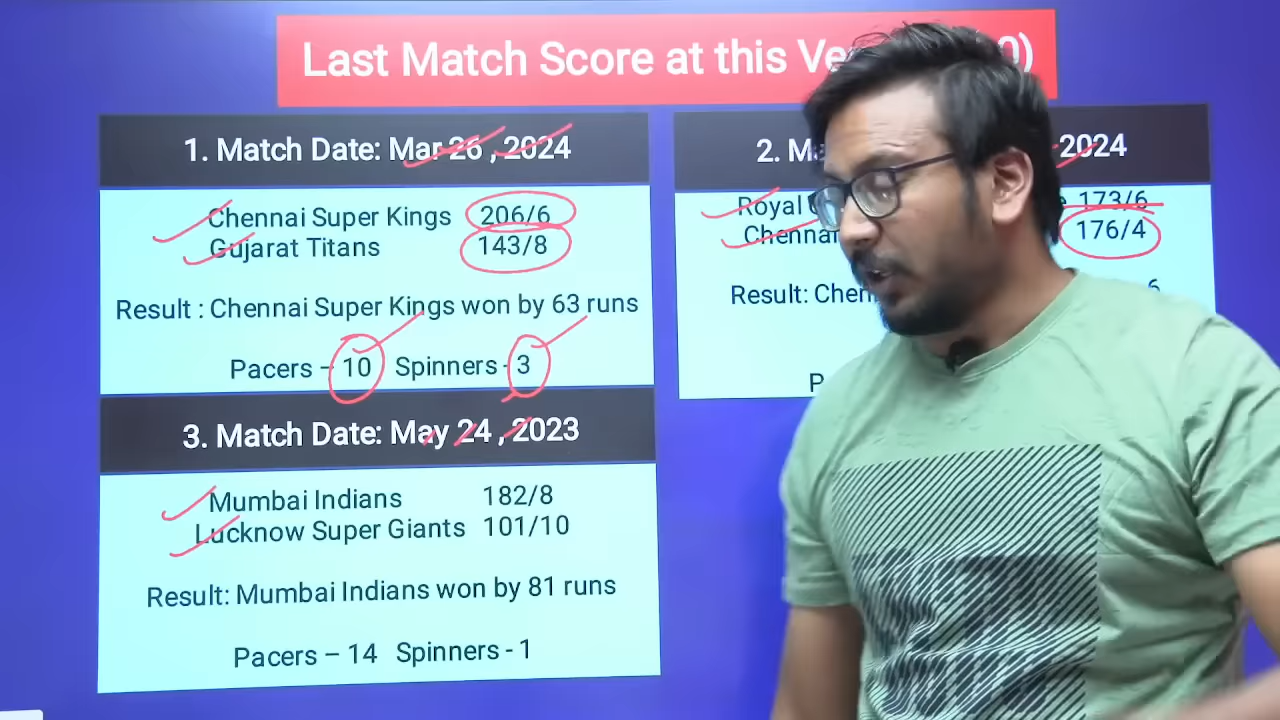 Last Match Score at this Ve 0)
1. Match Date: Mar 26 , 2024
Chennai Super Kings 206/6
Gujarat Titans 143/8
Result : Chennai Super Kings won by 63 runs
Pacers – 10 Spinners - 3
2. Ma 2024
Royal 173/6
Chennai 176/4
Result: Chen 6
P
3. Match Date: May 24 , 2023
Mumbai Indians 182/8
Lucknow Super Giants 101/10
Result: Mumbai Indians won by 81 runs
Pacers – 14 Spinners - 1